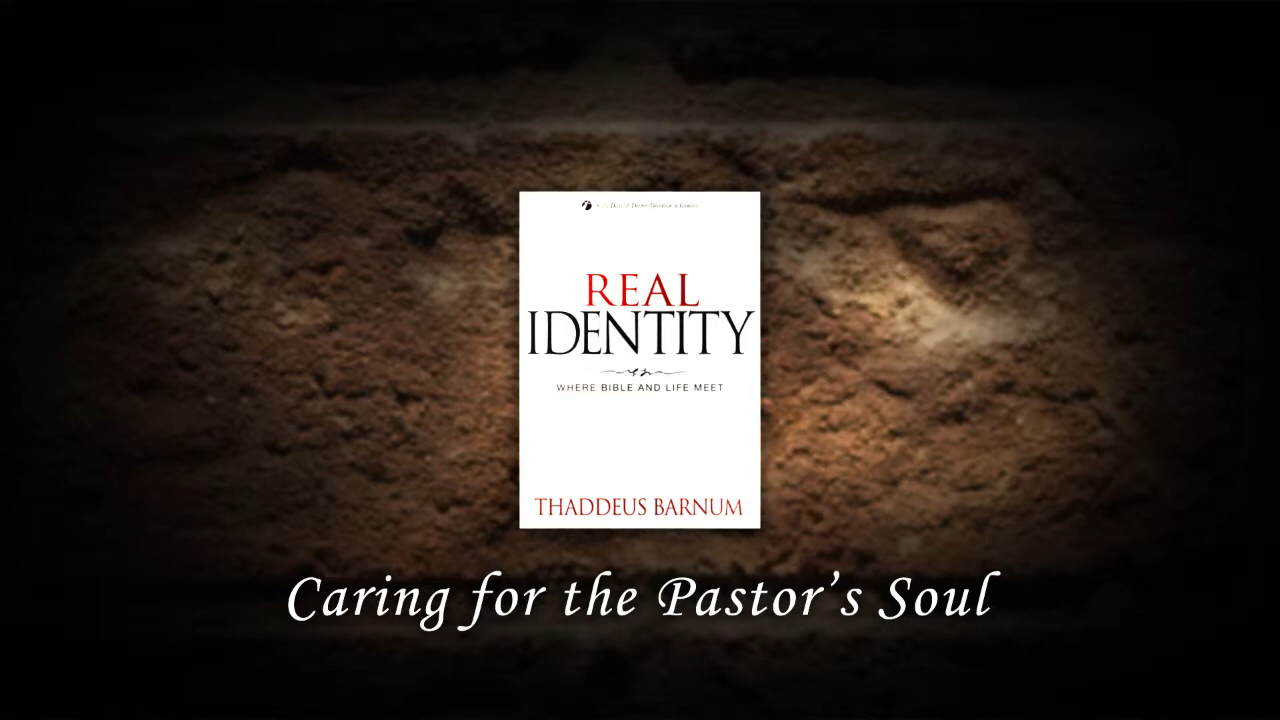 REAL
IDENTITY
WHERE BIBLE AND LIFE MEET
THADDEUS BARNUM
Caring for the Pastor's Soul